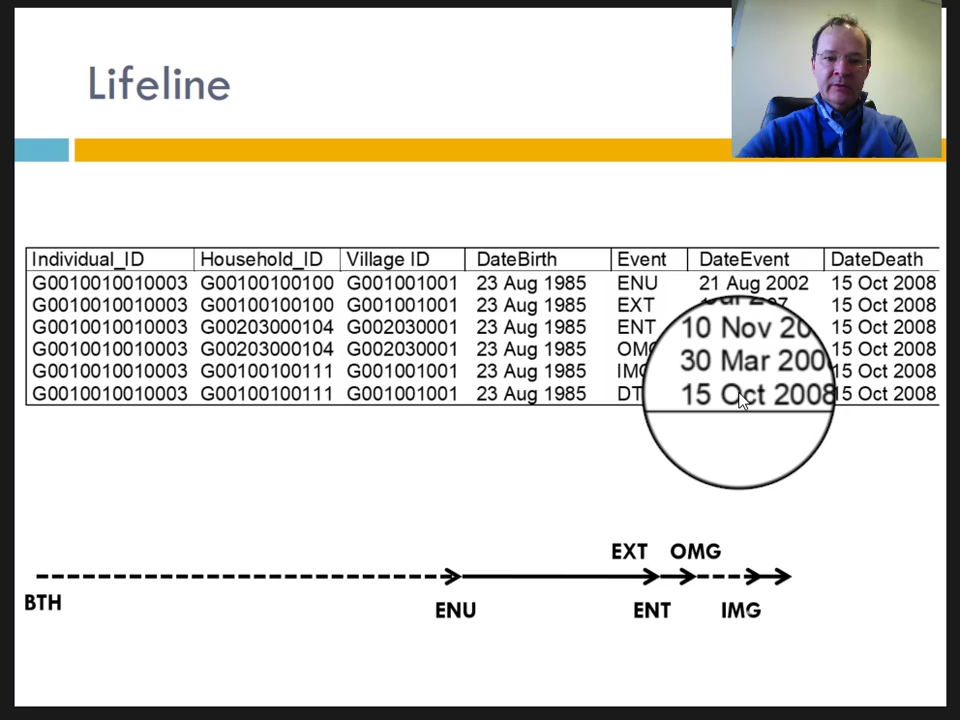 Lifeline
Individual_ID Household_ID Village ID DateBirth Event DateEvent DateDeath
G0010010010003 G00100100100 G001001001 23 Aug 1985 ENU 21 Aug 2002 15 Oct 2008
G0010010010003 G00100100100 G001001001 23 Aug 1985 EXT 15 Oct 2008
G0010010010003 G00203000104 G002030001 23 Aug 1985 ENT 10 Nov 15 Oct 2008
G0010010010003 G00203000104 G002030001 23 Aug 1985 30 Mar 15 Oct 2008
G0010010010003 G00100100111 G001001001 23 Aug 1985 15 Oct 2008
G0010010010003 G00100100111 G001001001 23 Aug 1985 15 Oct 2008 15 Oct 2008
EXT OMG
BTH ENU ENT IMG